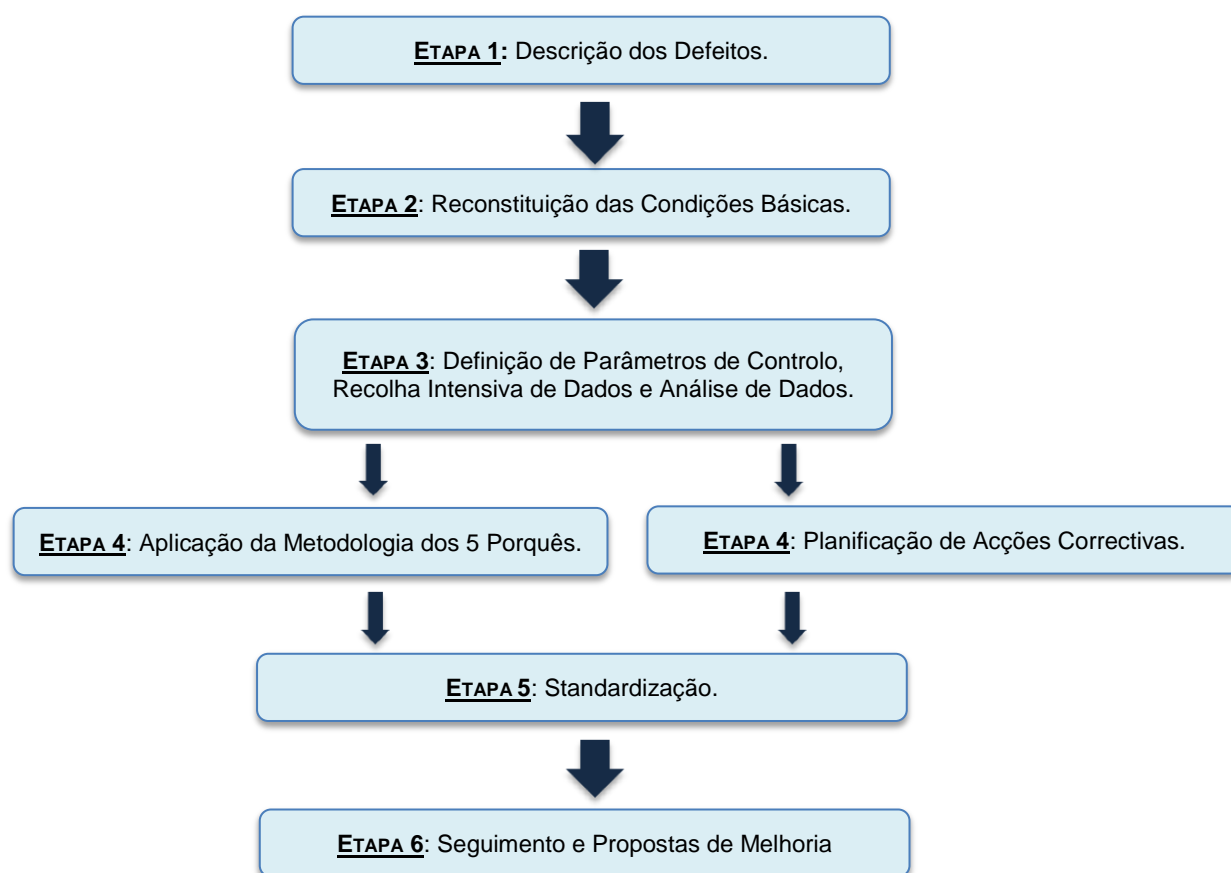 ETAPA 1: Descrição dos Defeitos.
ETAPA 2: Reconstituição das Condições Básicas.
ETAPA 3: Definição de Parâmetros de Controlo,
Recolha Intensiva de Dados e Análise de Dados.
ETAPA 4: Aplicação da Metodologia dos 5 Porquês.
ETAPA 4: Planificação de Acções Correctivas.
ETAPA 5: Standardização.
ETAPA 6: Seguimento e Propostas de Melhoria